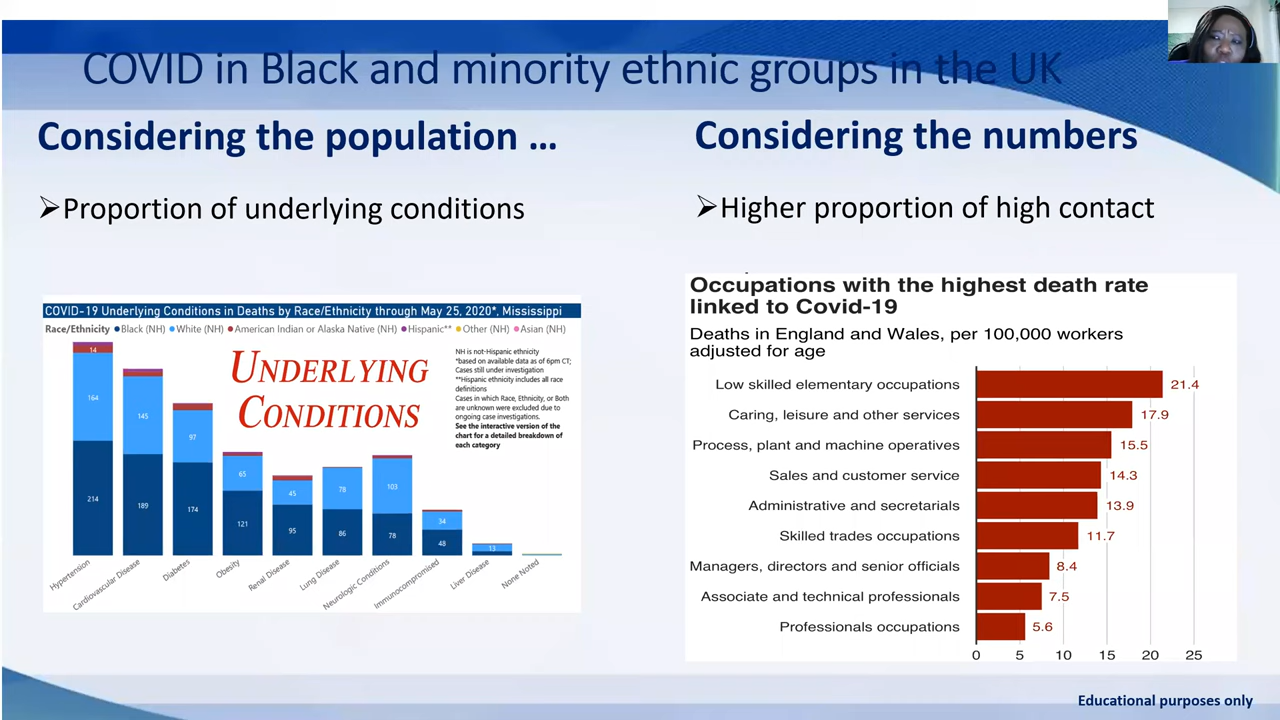 COVID in Black and minority ethnic groups in the UK
Considering the population ...
➢Proportion of underlying conditions
COVID-19 Underlying Conditions in Deaths by Race/Ethnicity through May 25, 2020*, Mississippi
Race/Ethnicity Black (NH) White (NH) American Indian or Alaska Native (NH) Hispanic** Other (NH) Asian (NH)
UNDERLYING
CONDITIONS
NH is not-Hispanic ethnicity
*based on available data as of 6pm CT;
Cases still under investigation
**Hispanic ethnicity includes all race
definitions
Cases in which Race, Ethnicity, or Both
are unknown were excluded due to
ongoing case investigations.
See the interactive version of the
chart for a detailed breakdown of
each category
14
164
214
145
189
97
174
65
121
45
95
78
86
103
78
34
48
13
Hypertension
Cardiovascular Disease
Diabetes
Obesity
Renal Disease
Lung Disease
Neurologic Conditions
Immunocompromised
Liver Disease
None Noted
Considering the numbers
➢Higher proportion of high contact
Occupations with the highest death rate
linked to Covid-19
Deaths in England and Wales, per 100,000 workers
adjusted for age
Low skilled elementary occupations 21.4
Caring, leisure and other services 17.9
Process, plant and machine operatives 15.5
Sales and customer service 14.3
Administrative and secretarials 13.9
Skilled trades occupations 11.7
Managers, directors and senior officials 8.4
Associate and technical professionals 7.5
Professionals occupations 5.6
0 5 10 15 20 25
Educational purposes only